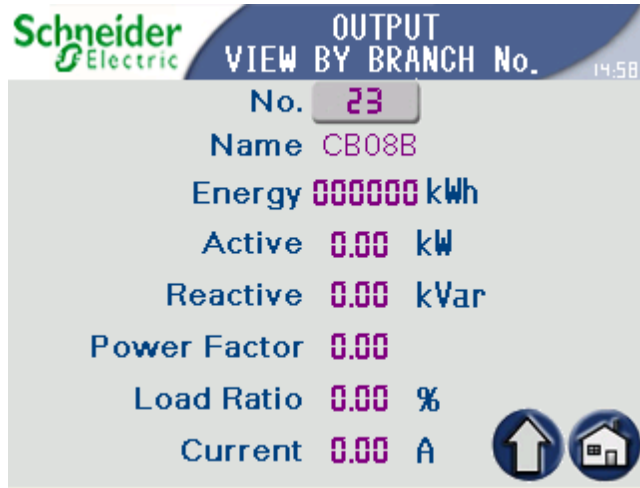 Schneider Electric
OUTPUT
VIEW BY BRANCH No.
14:58
No. 23
Name CB08B
Energy 000000 kWh
Active 0.00 kW
Reactive 0.00 kVar
Power Factor 0.00
Load Ratio 0.00 %
Current 0.00 A